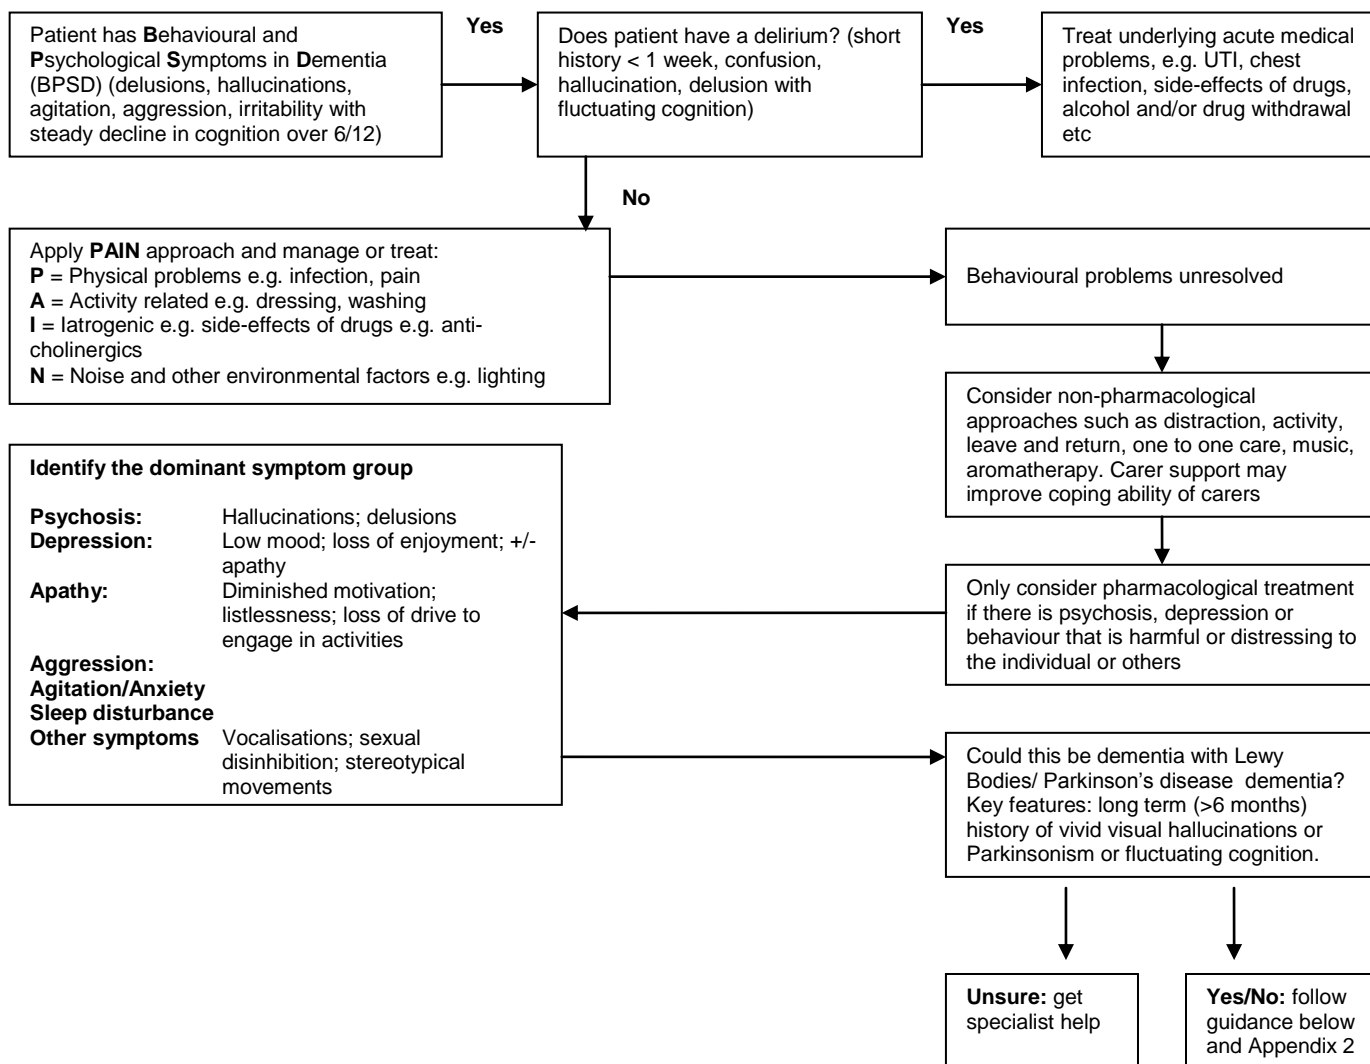 Patient has Behavioural and
Psychological Symptoms in Dementia
(BPSD) (delusions, hallucinations,
agitation, aggression, irritability with
steady decline in cognition over 6/12)
Yes
Does patient have a delirium? (short
history < 1 week, confusion,
hallucination, delusion with
fluctuating cognition)
Yes
Treat underlying acute medical
problems, e.g. UTI, chest
infection, side-effects of drugs,
alcohol and/or drug withdrawal
etc
No
Apply PAIN approach and manage or treat:
P = Physical problems e.g. infection, pain
A = Activity related e.g. dressing, washing
I = Iatrogenic e.g. side-effects of drugs e.g. anti-
cholinergics
N = Noise and other environmental factors e.g. lighting
Behavioural problems unresolved
Consider non-pharmacological
approaches such as distraction, activity,
leave and return, one to one care, music,
aromatherapy. Carer support may
improve coping ability of carers
Only consider pharmacological treatment
if there is psychosis, depression or
behaviour that is harmful or distressing to
the individual or others
Identify the dominant symptom group
Psychosis: Hallucinations; delusions
Depression: Low mood; loss of enjoyment; +/-
apathy
Apathy: Diminished motivation;
listlessness; loss of drive to
engage in activities
Aggression:
Agitation/Anxiety
Sleep disturbance
Other symptoms Vocalisations; sexual
disinhibition; stereotypical
movements
Could this be dementia with Lewy
Bodies/ Parkinson's disease dementia?
Key features: long term (>6 months)
history of vivid visual hallucinations or
Parkinsonism or fluctuating cognition.
Unsure: get
specialist help
Yes/No: follow
guidance below
and Appendix 2